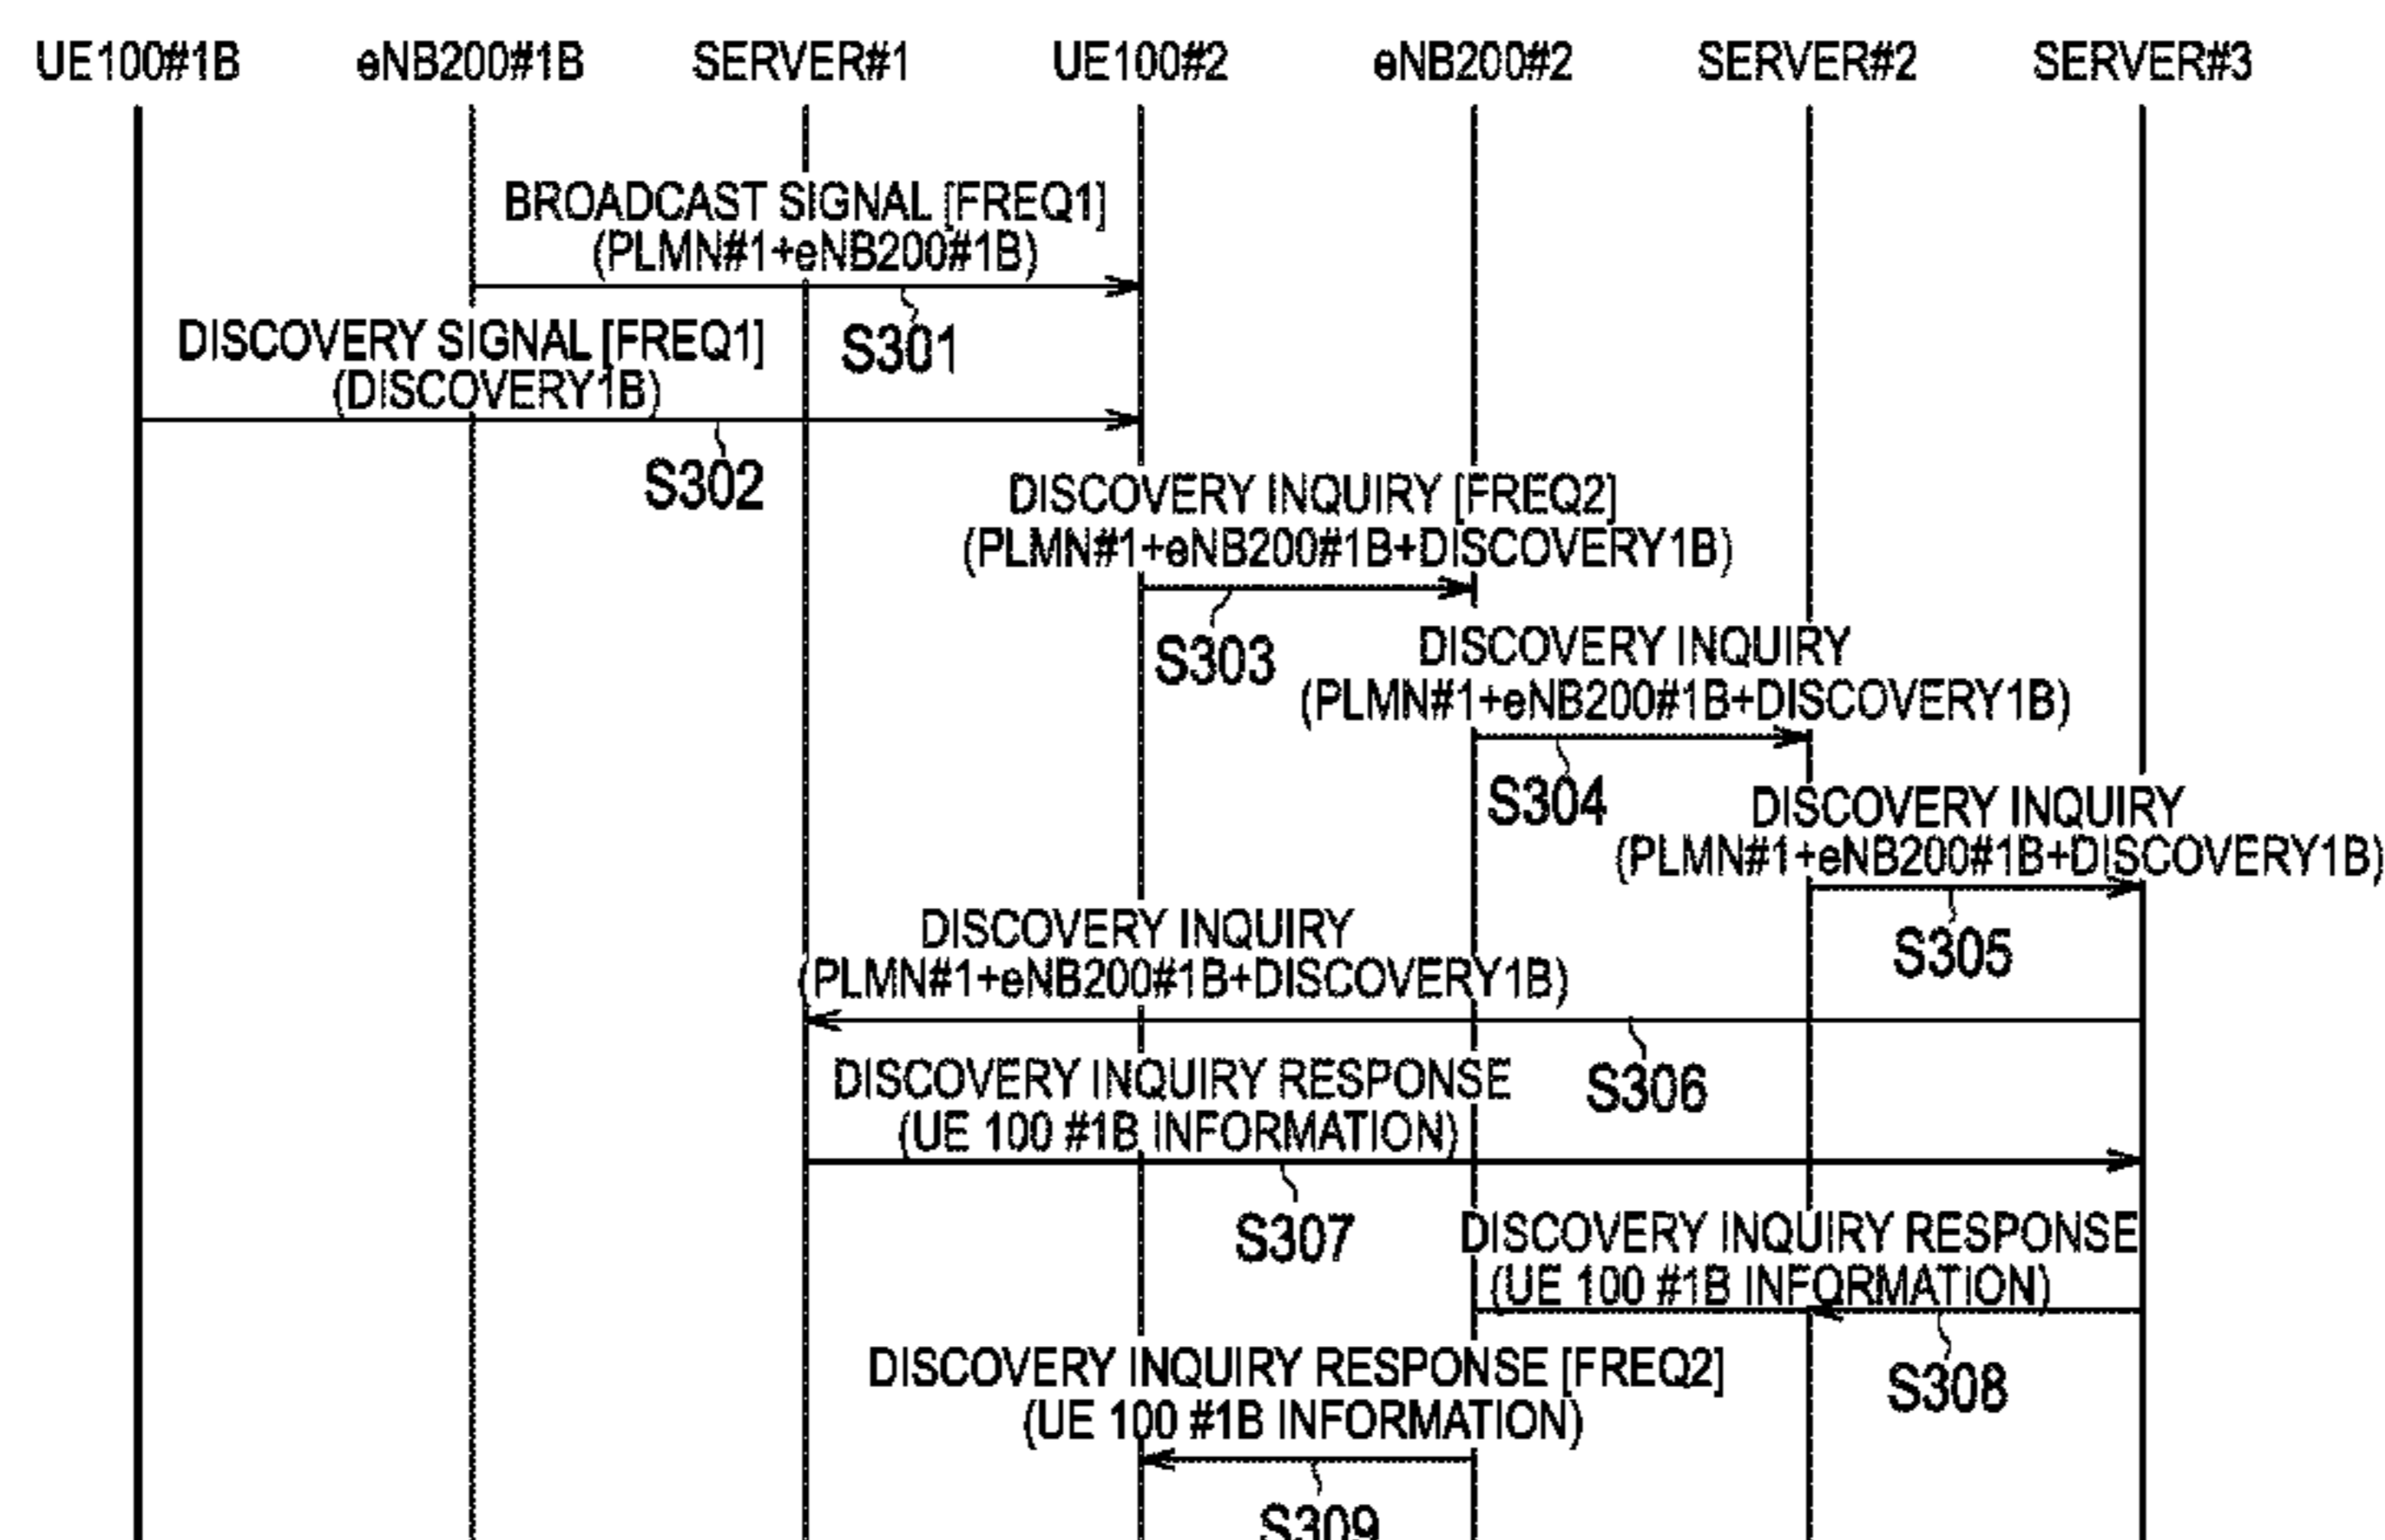 UE100#1B eNB200#1B SERVER#1 UE100#2 eNB200#2 SERVER#2 SERVER#3
BROADCAST SIGNAL [FREQ1]
(PLMN#1+eNB200#1B)
S301
DISCOVERY SIGNAL [FREQ1]
(DISCOVERY1B)
S302
DISCOVERY INQUIRY [FREQ2]
(PLMN#1+eNB200#1B+DISCOVERY1B)
S303
DISCOVERY INQUIRY
(PLMN#1+eNB200#1B+DISCOVERY1B)
S304
DISCOVERY INQUIRY
(PLMN#1+eNB200#1B+DISCOVERY1B)
S305
DISCOVERY INQUIRY
(PLMN#1+eNB200#1B+DISCOVERY1B)
S306
DISCOVERY INQUIRY RESPONSE
(UE 100 #1B INFORMATION)
S307
DISCOVERY INQUIRY RESPONSE
(UE 100 #1B INFORMATION)
S308
DISCOVERY INQUIRY RESPONSE [FREQ2]
(UE 100 #1B INFORMATION)
S309